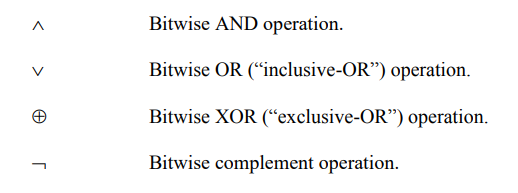 ∧ Bitwise AND operation.
∨ Bitwise OR (“inclusive-OR”) operation.
⊕ Bitwise XOR (“exclusive-OR”) operation.
¬ Bitwise complement operation.